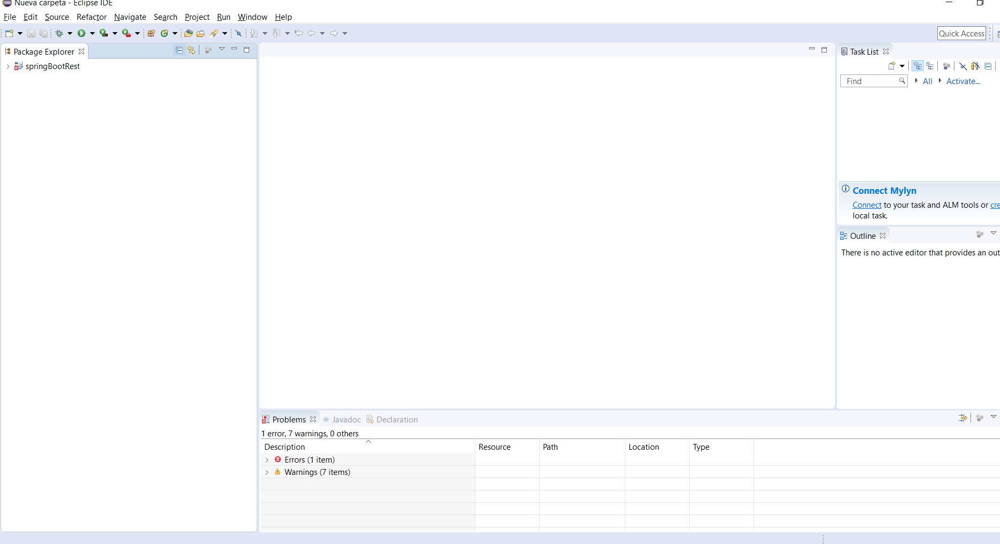 Nueva carpeta - Eclipse IDE
File Edit Source Refactor Navigate Search Project Run Window Help
Quick Access
Package Explorer
springBootRest
Task List
Find
All
Activate...
Connect Mylyn
Connect to your task and ALM tools or cre
local task.
Outline
There is no active editor that provides an out
Problems @ Javadoc Declaration
1 error, 7 warnings, 0 others
Description Resource Path Location Type
Errors (1 item)
Warnings (7 items)